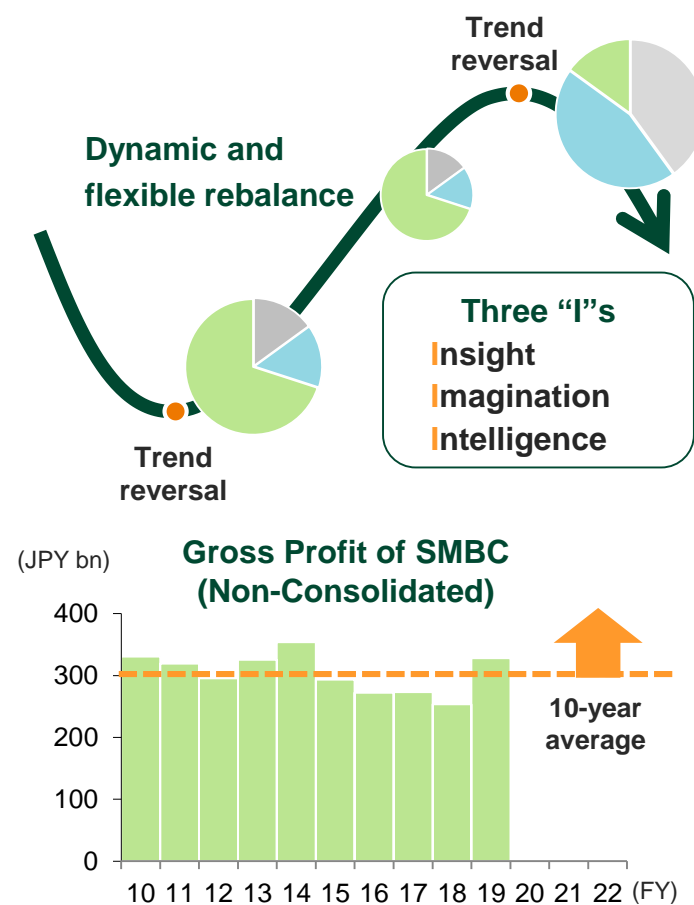 Trend
reversal
Dynamic and
flexible rebalance
Three “I”s
Insight
Imagination
Intelligence
Trend
reversal
Gross Profit of SMBC
(Non-Consolidated)
(JPY bn)
400
300
200
100
0
10-year
average
10 11 12 13 14 15 16 17 18 19 20 21 22 (FY)